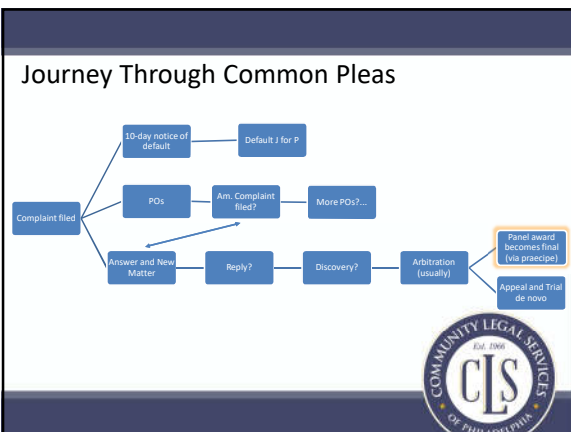 Journey Through Common Pleas
10-day notice of
default
Default J for P
Complaint filed
POs
Am. Complaint
filed?
More POs?...
Answer and New
Matter
Reply?
Discovery?
Arbitration
(usually)
Panel award
becomes final
(via praecipe)
Appeal and Trial
de novo
COMMUNITY LEGAL SERVICES
Est. 1966
CLS
OF PHILADELPHIA